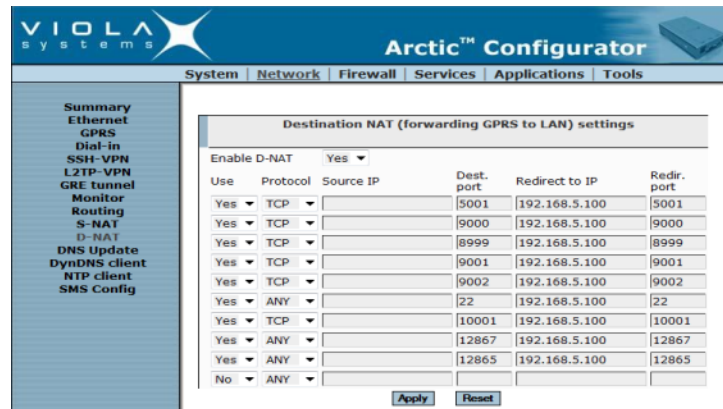 VIOLA
systems
Arctic™ Configurator
System | Network | Firewall | Services | Applications | Tools
Summary
Ethernet
GPRS
Dial-in
SSH-VPN
L2TP-VPN
GRE tunnel
Monitor
Routing
S-NAT
D-NAT
DNS Update
DynDNS client
NTP client
SMS Config
Destination NAT (forwarding GPRS to LAN) settings
Enable D-NAT Yes
Use Protocol Source IP Dest. port Redirect to IP Redir. port
Yes TCP 5001 192.168.5.100 5001
Yes TCP 9000 192.168.5.100 9000
Yes TCP 8999 192.168.5.100 8999
Yes TCP 9001 192.168.5.100 9001
Yes TCP 9002 192.168.5.100 9002
Yes ANY 22 192.168.5.100 22
Yes TCP 10001 192.168.5.100 10001
Yes ANY 12867 192.168.5.100 12867
Yes ANY 12865 192.168.5.100 12865
No ANY
Apply Reset